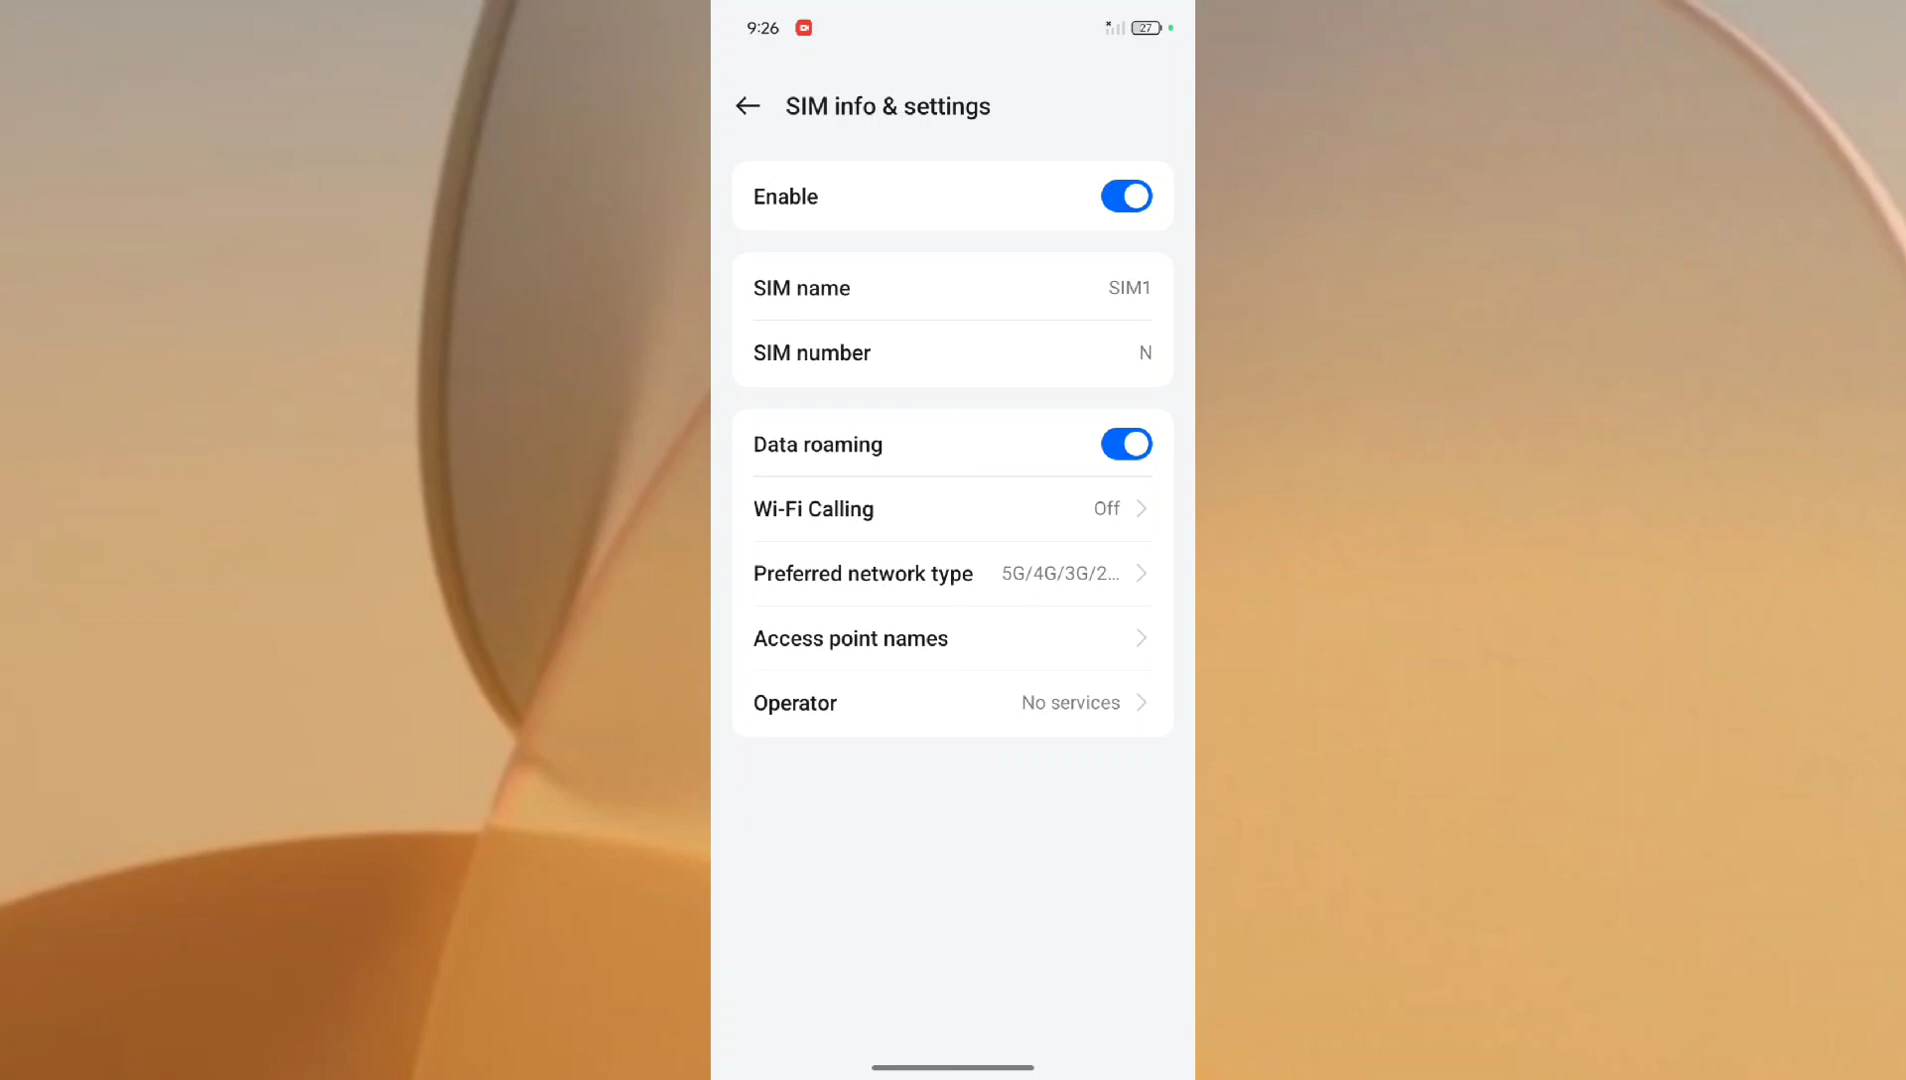 9:26
27
SIM info & settings
Enable
SIM name SIM1
SIM number N
Data roaming
Wi-Fi Calling Off
Preferred network type 5G/4G/3G/2...
Access point names
Operator No services